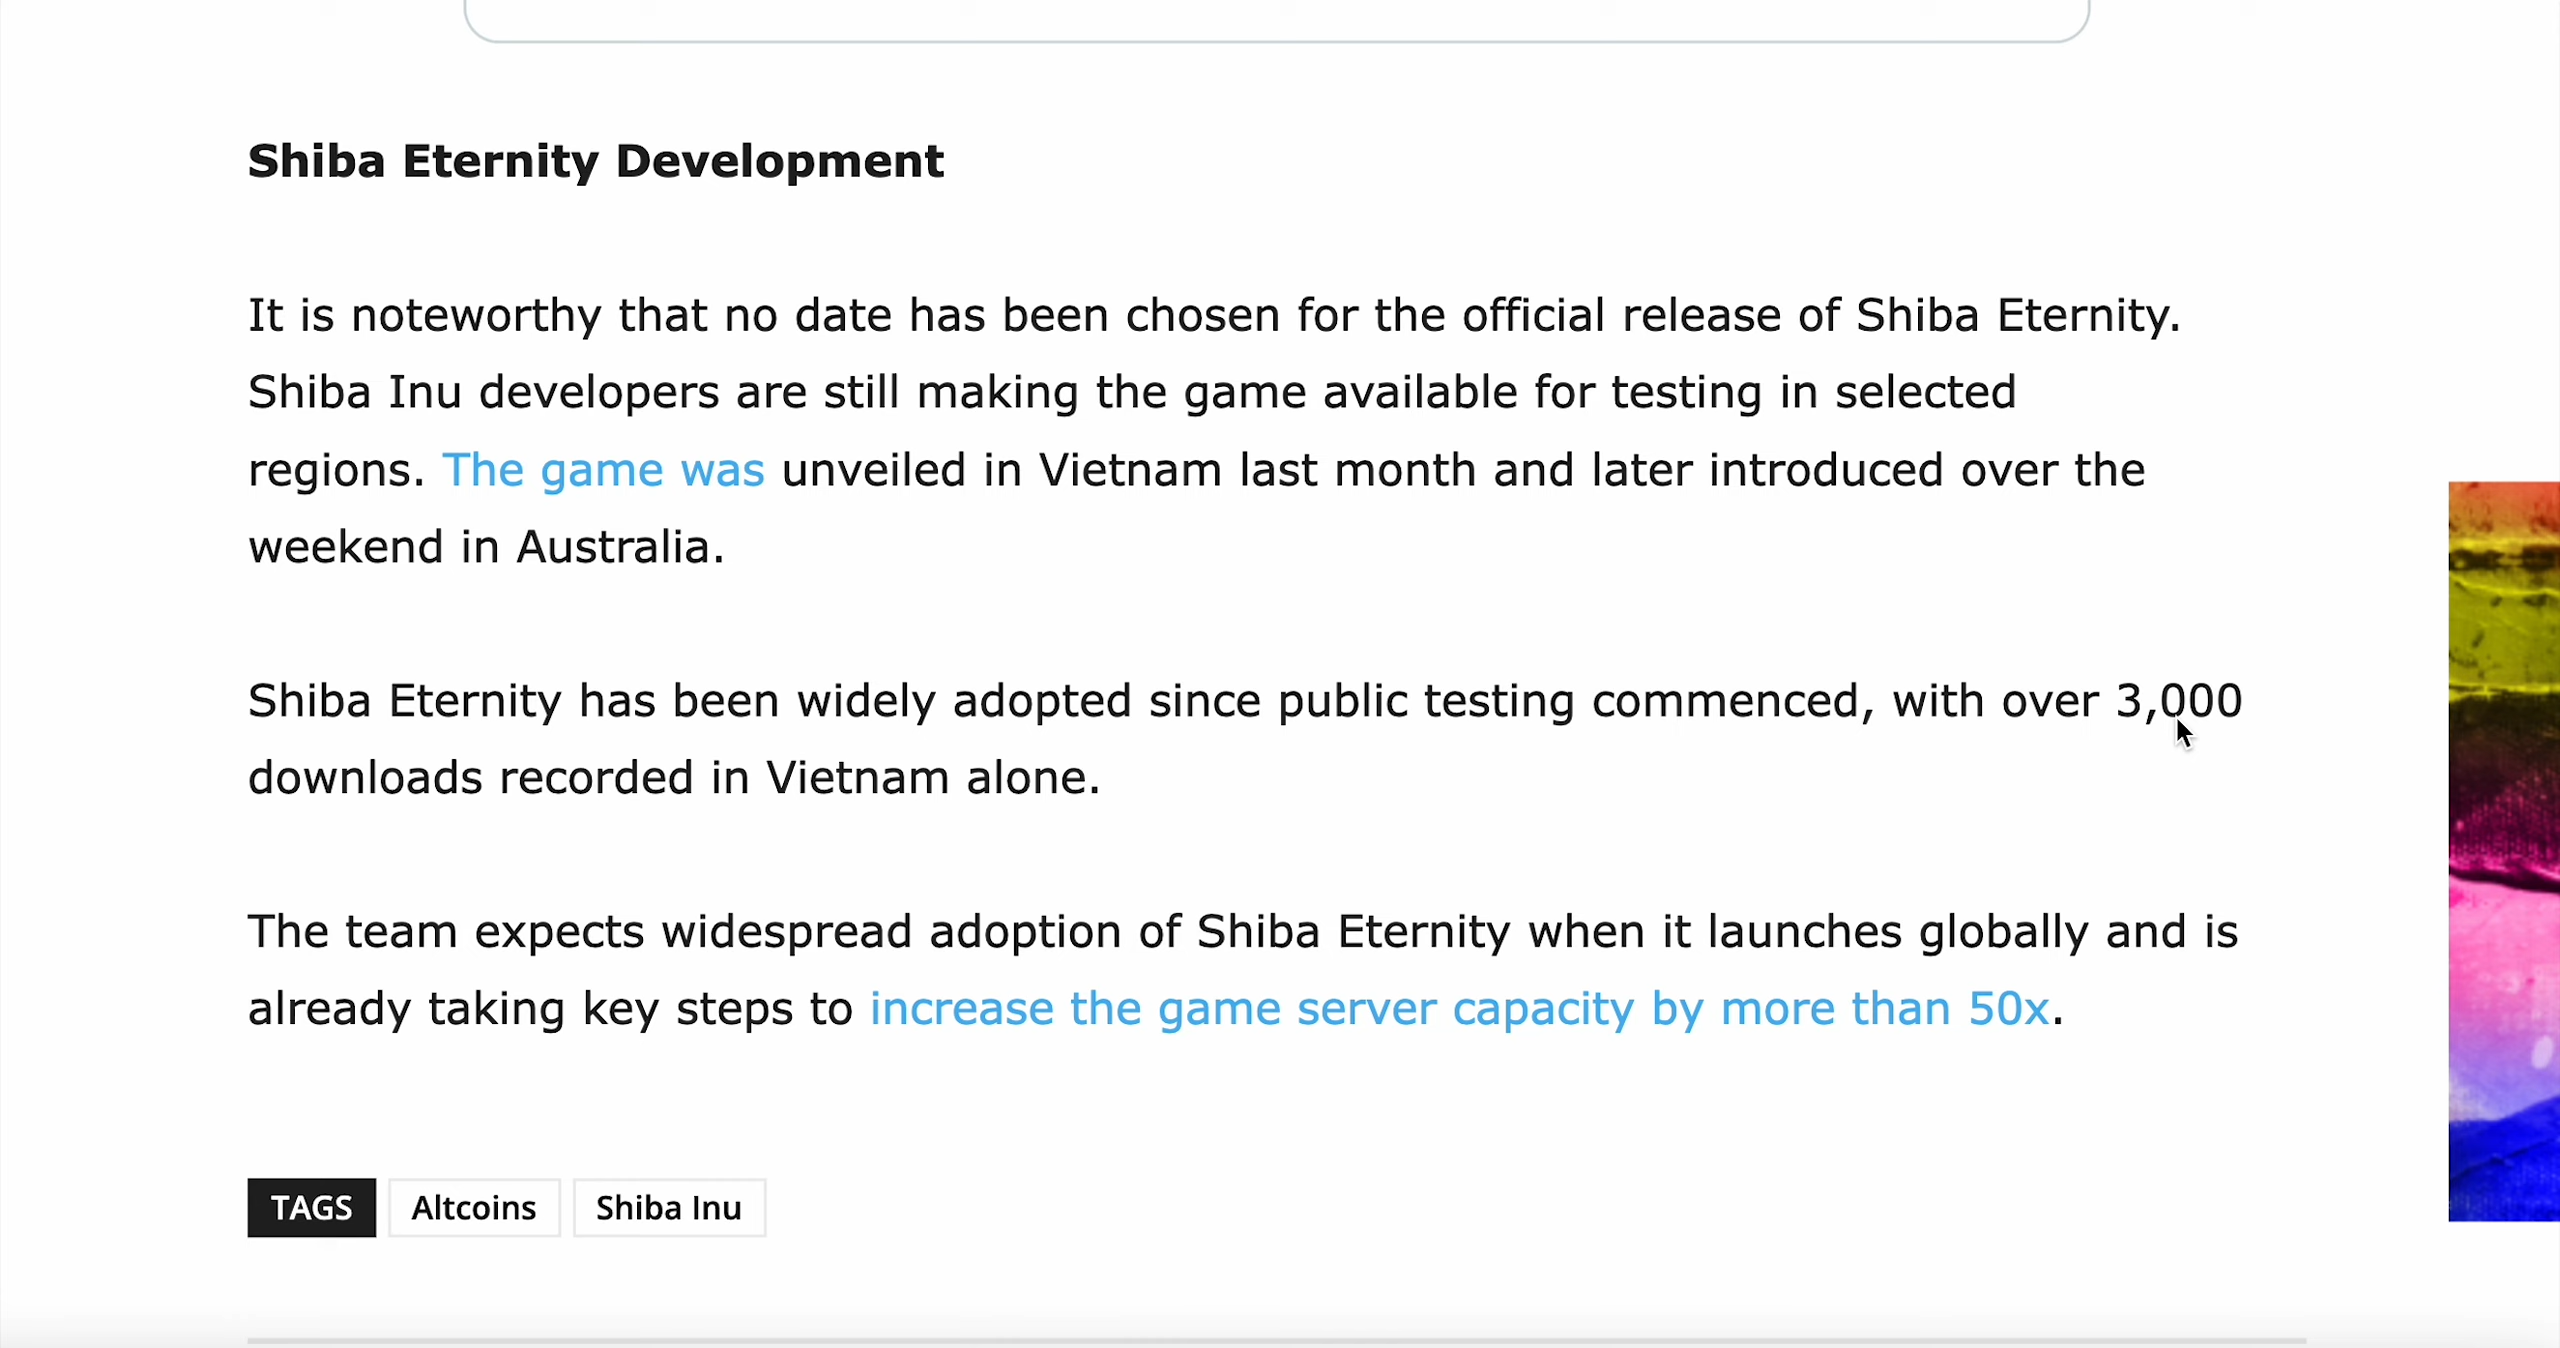 Shiba Eternity Development
It is noteworthy that no date has been chosen for the official release of Shiba Eternity.
Shiba Inu developers are still making the game available for testing in selected
regions. The game was unveiled in Vietnam last month and later introduced over the
weekend in Australia.
Shiba Eternity has been widely adopted since public testing commenced, with over 3,000
downloads recorded in Vietnam alone.
The team expects widespread adoption of Shiba Eternity when it launches globally and is
already taking key steps to increase the game server capacity by more than 50x.
TAGS Altcoins Shiba Inu